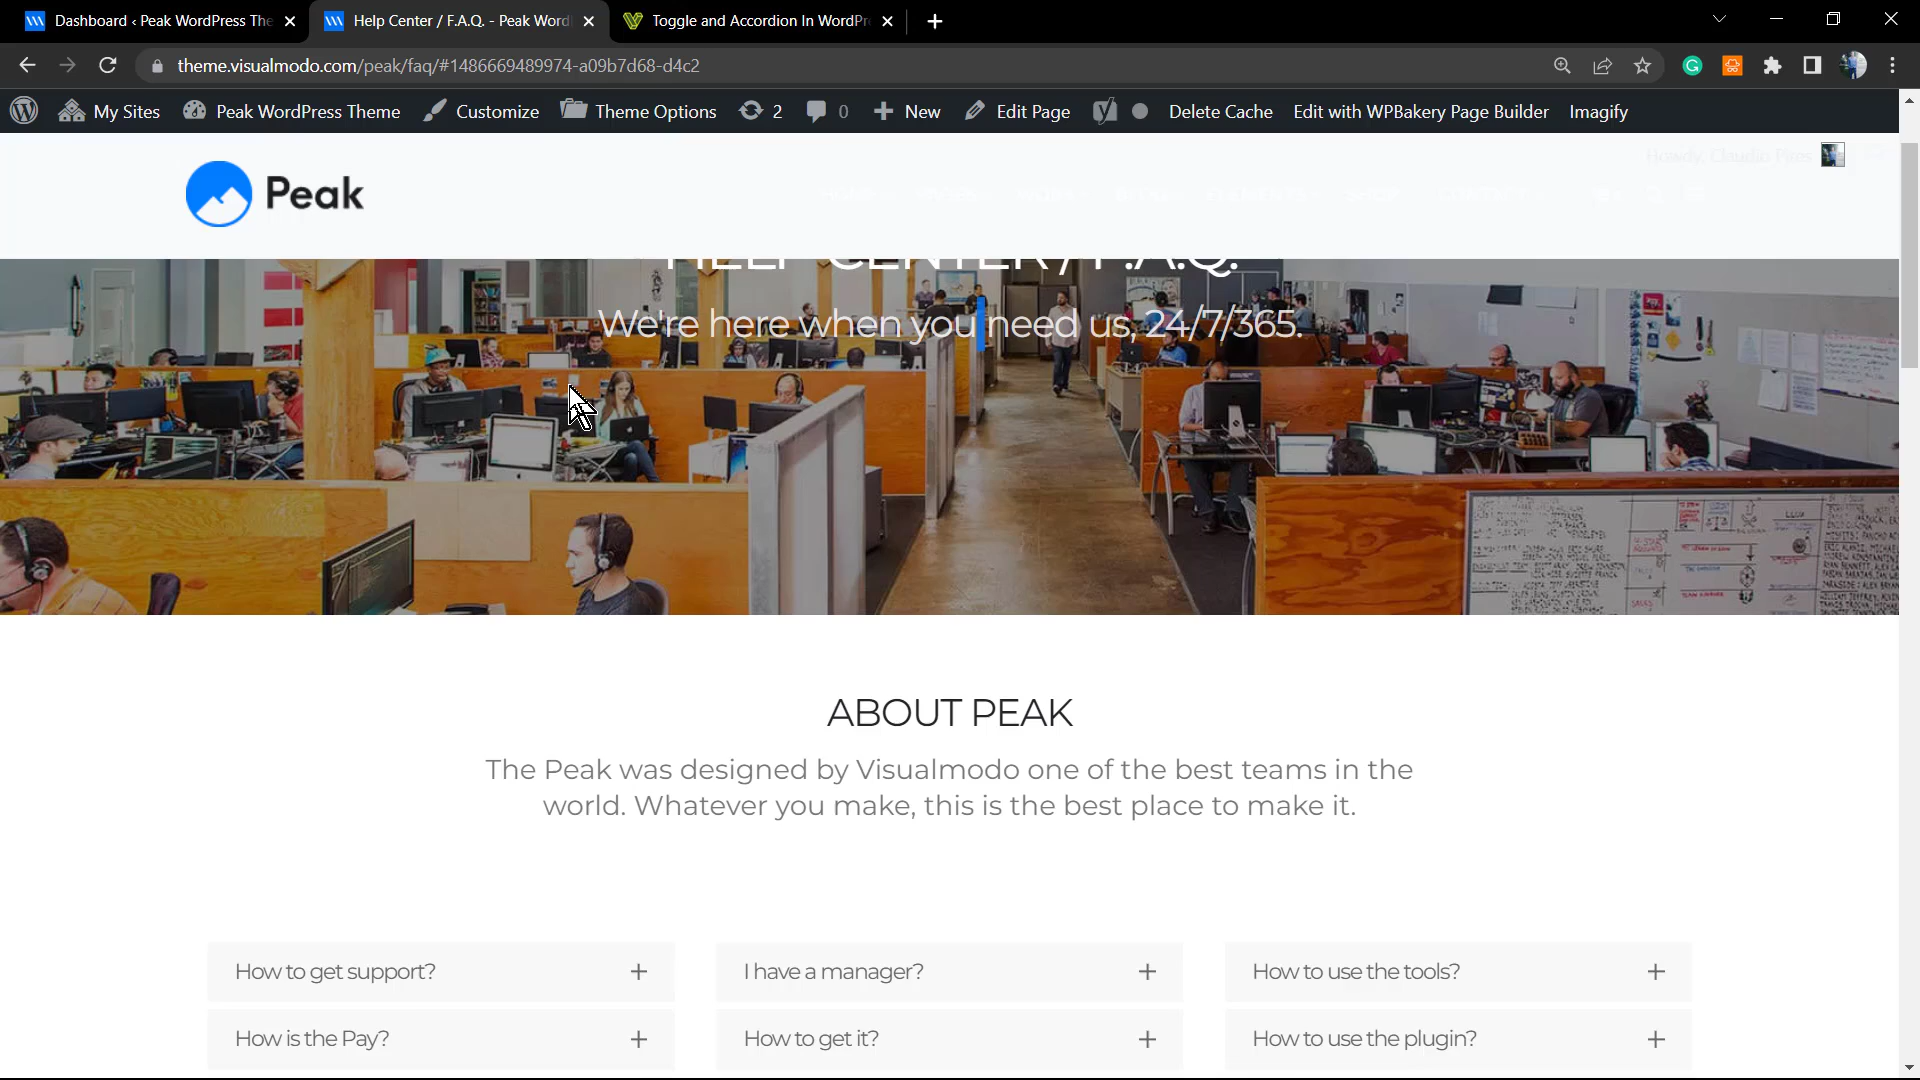 Dashboard ‹ Peak WordPress The
Help Center / F.A.Q. - Peak Word
Toggle and Accordion In WordPr
theme.visualmodo.com/peak/faq/#1486669489974-a09b7d68-d4c2
My Sites Peak WordPress Theme Customize Theme Options 2 0 New Edit Page Delete Cache Edit with WPBakery Page Builder Imagify
Howdy, Claudio Pires
Peak
HELP CENTER / F.A.Q.
We're here when you need us, 24/7/365.
ABOUT PEAK
The Peak was designed by Visualmodo one of the best teams in the
world. Whatever you make, this is the best place to make it.
How to get support? +
I have a manager? +
How to use the tools? +
How is the Pay? +
How to get it? +
How to use the plugin? +